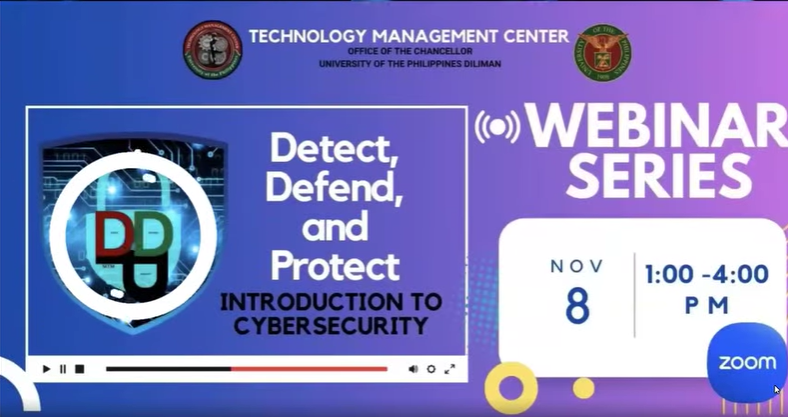 TECHNOLOGY MANAGEMENT CENTER
OFFICE OF THE CHANCELLOR
UNIVERSITY OF THE PHILIPPINES DILIMAN
WEBINAR
SERIES
Detect,
Defend,
and
Protect
INTRODUCTION TO
CYBERSECURITY
NOV
8
1:00 -4:00
PM
zoom